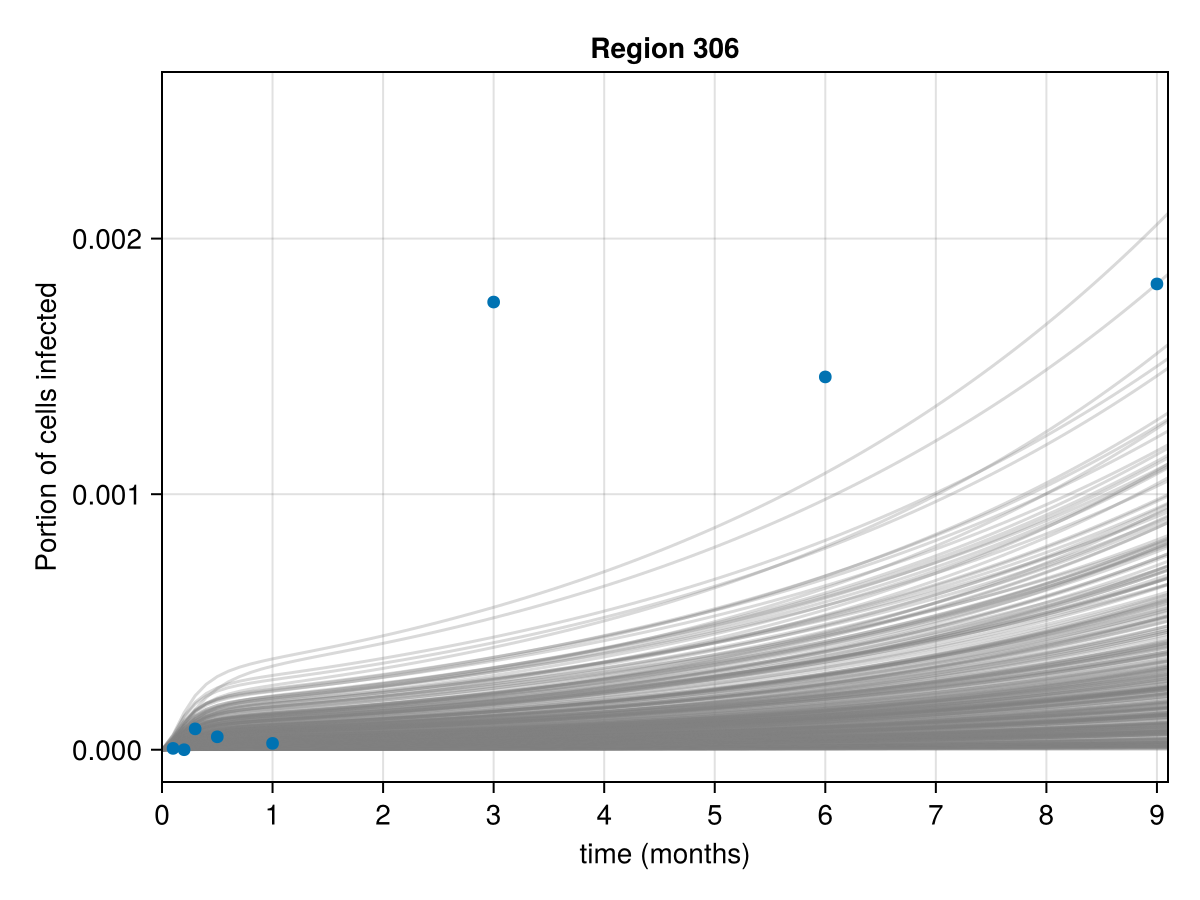 Region 306
Portion of cells infected
0.002
0.001
0.000
0 1 2 3 4 5 6 7 8 9
time (months)